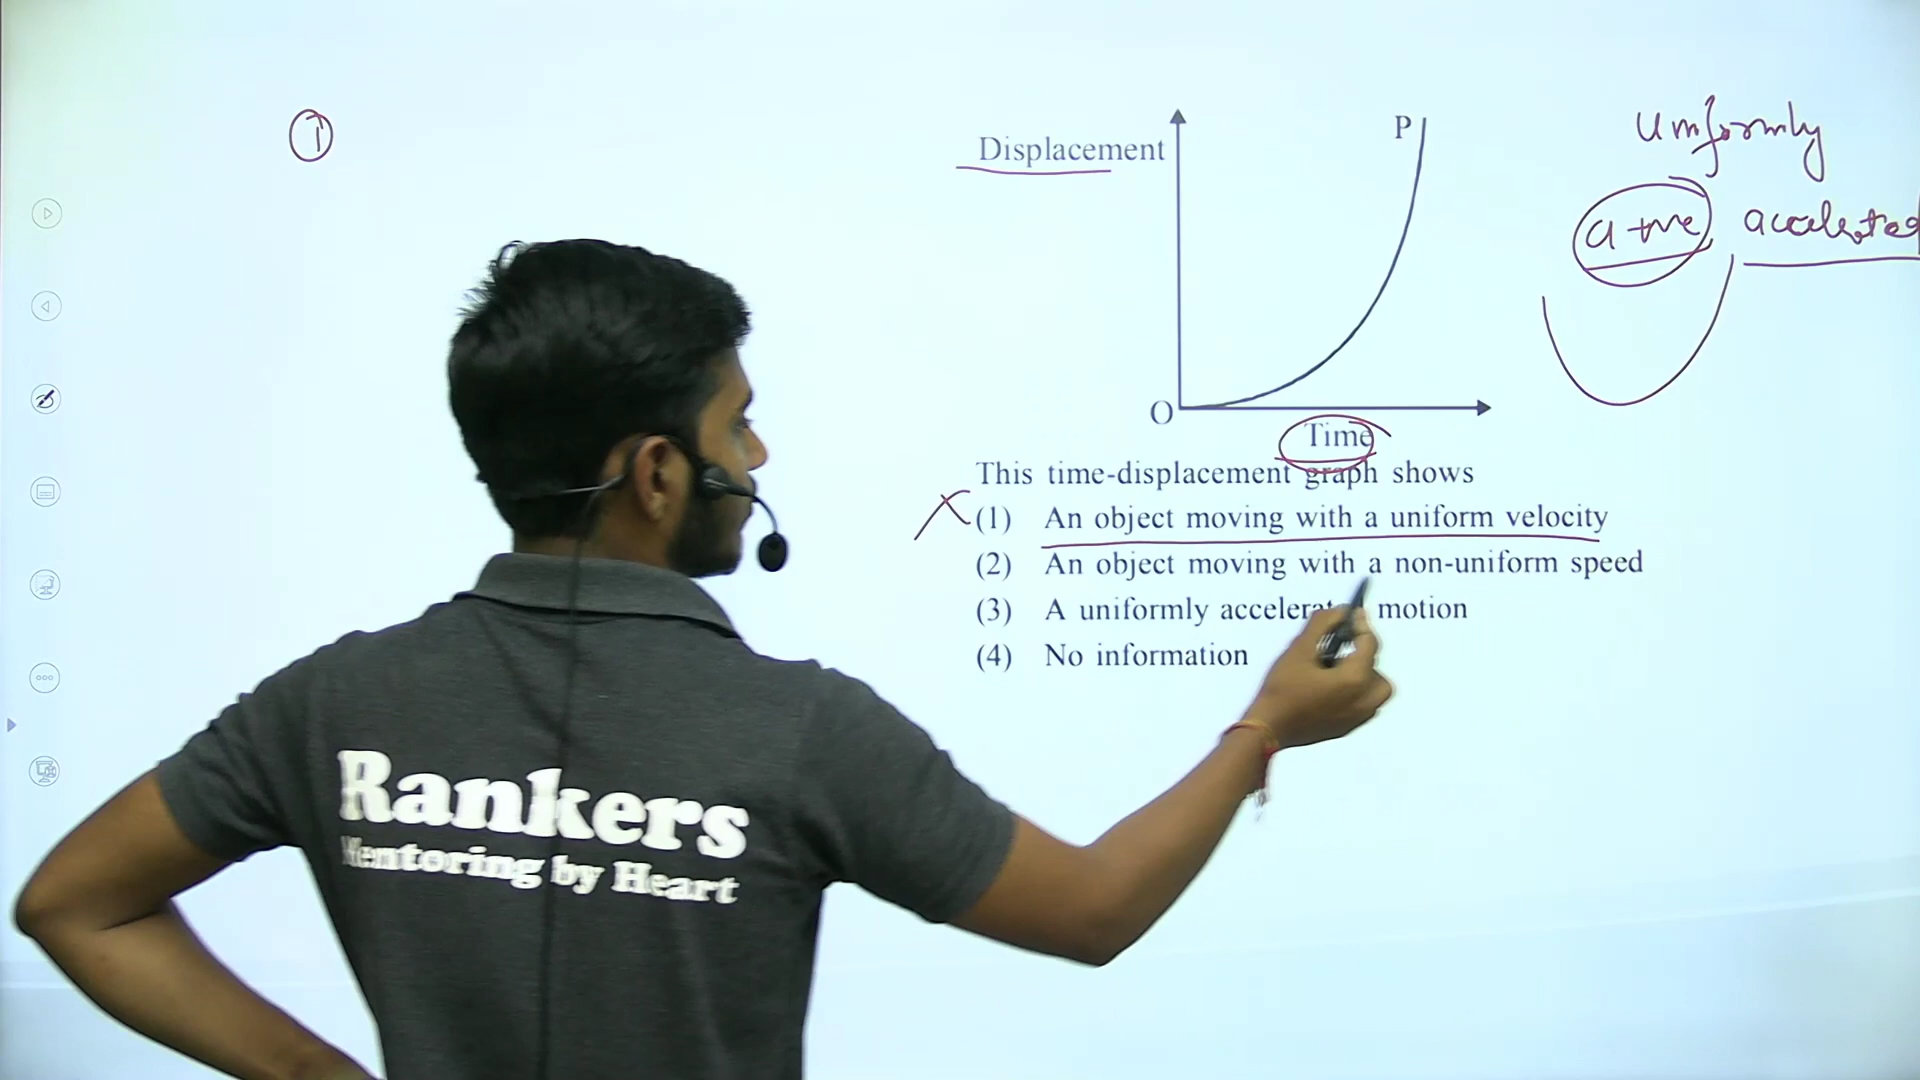 1
Displacement
P
O
Time
uniformly
a +ve accelerated
This time-displacement graph shows
(1) An object moving with a uniform velocity
(2) An object moving with a non-uniform speed
(3) A uniformly accelerated motion
(4) No information
Rankers
Mentoring by Heart